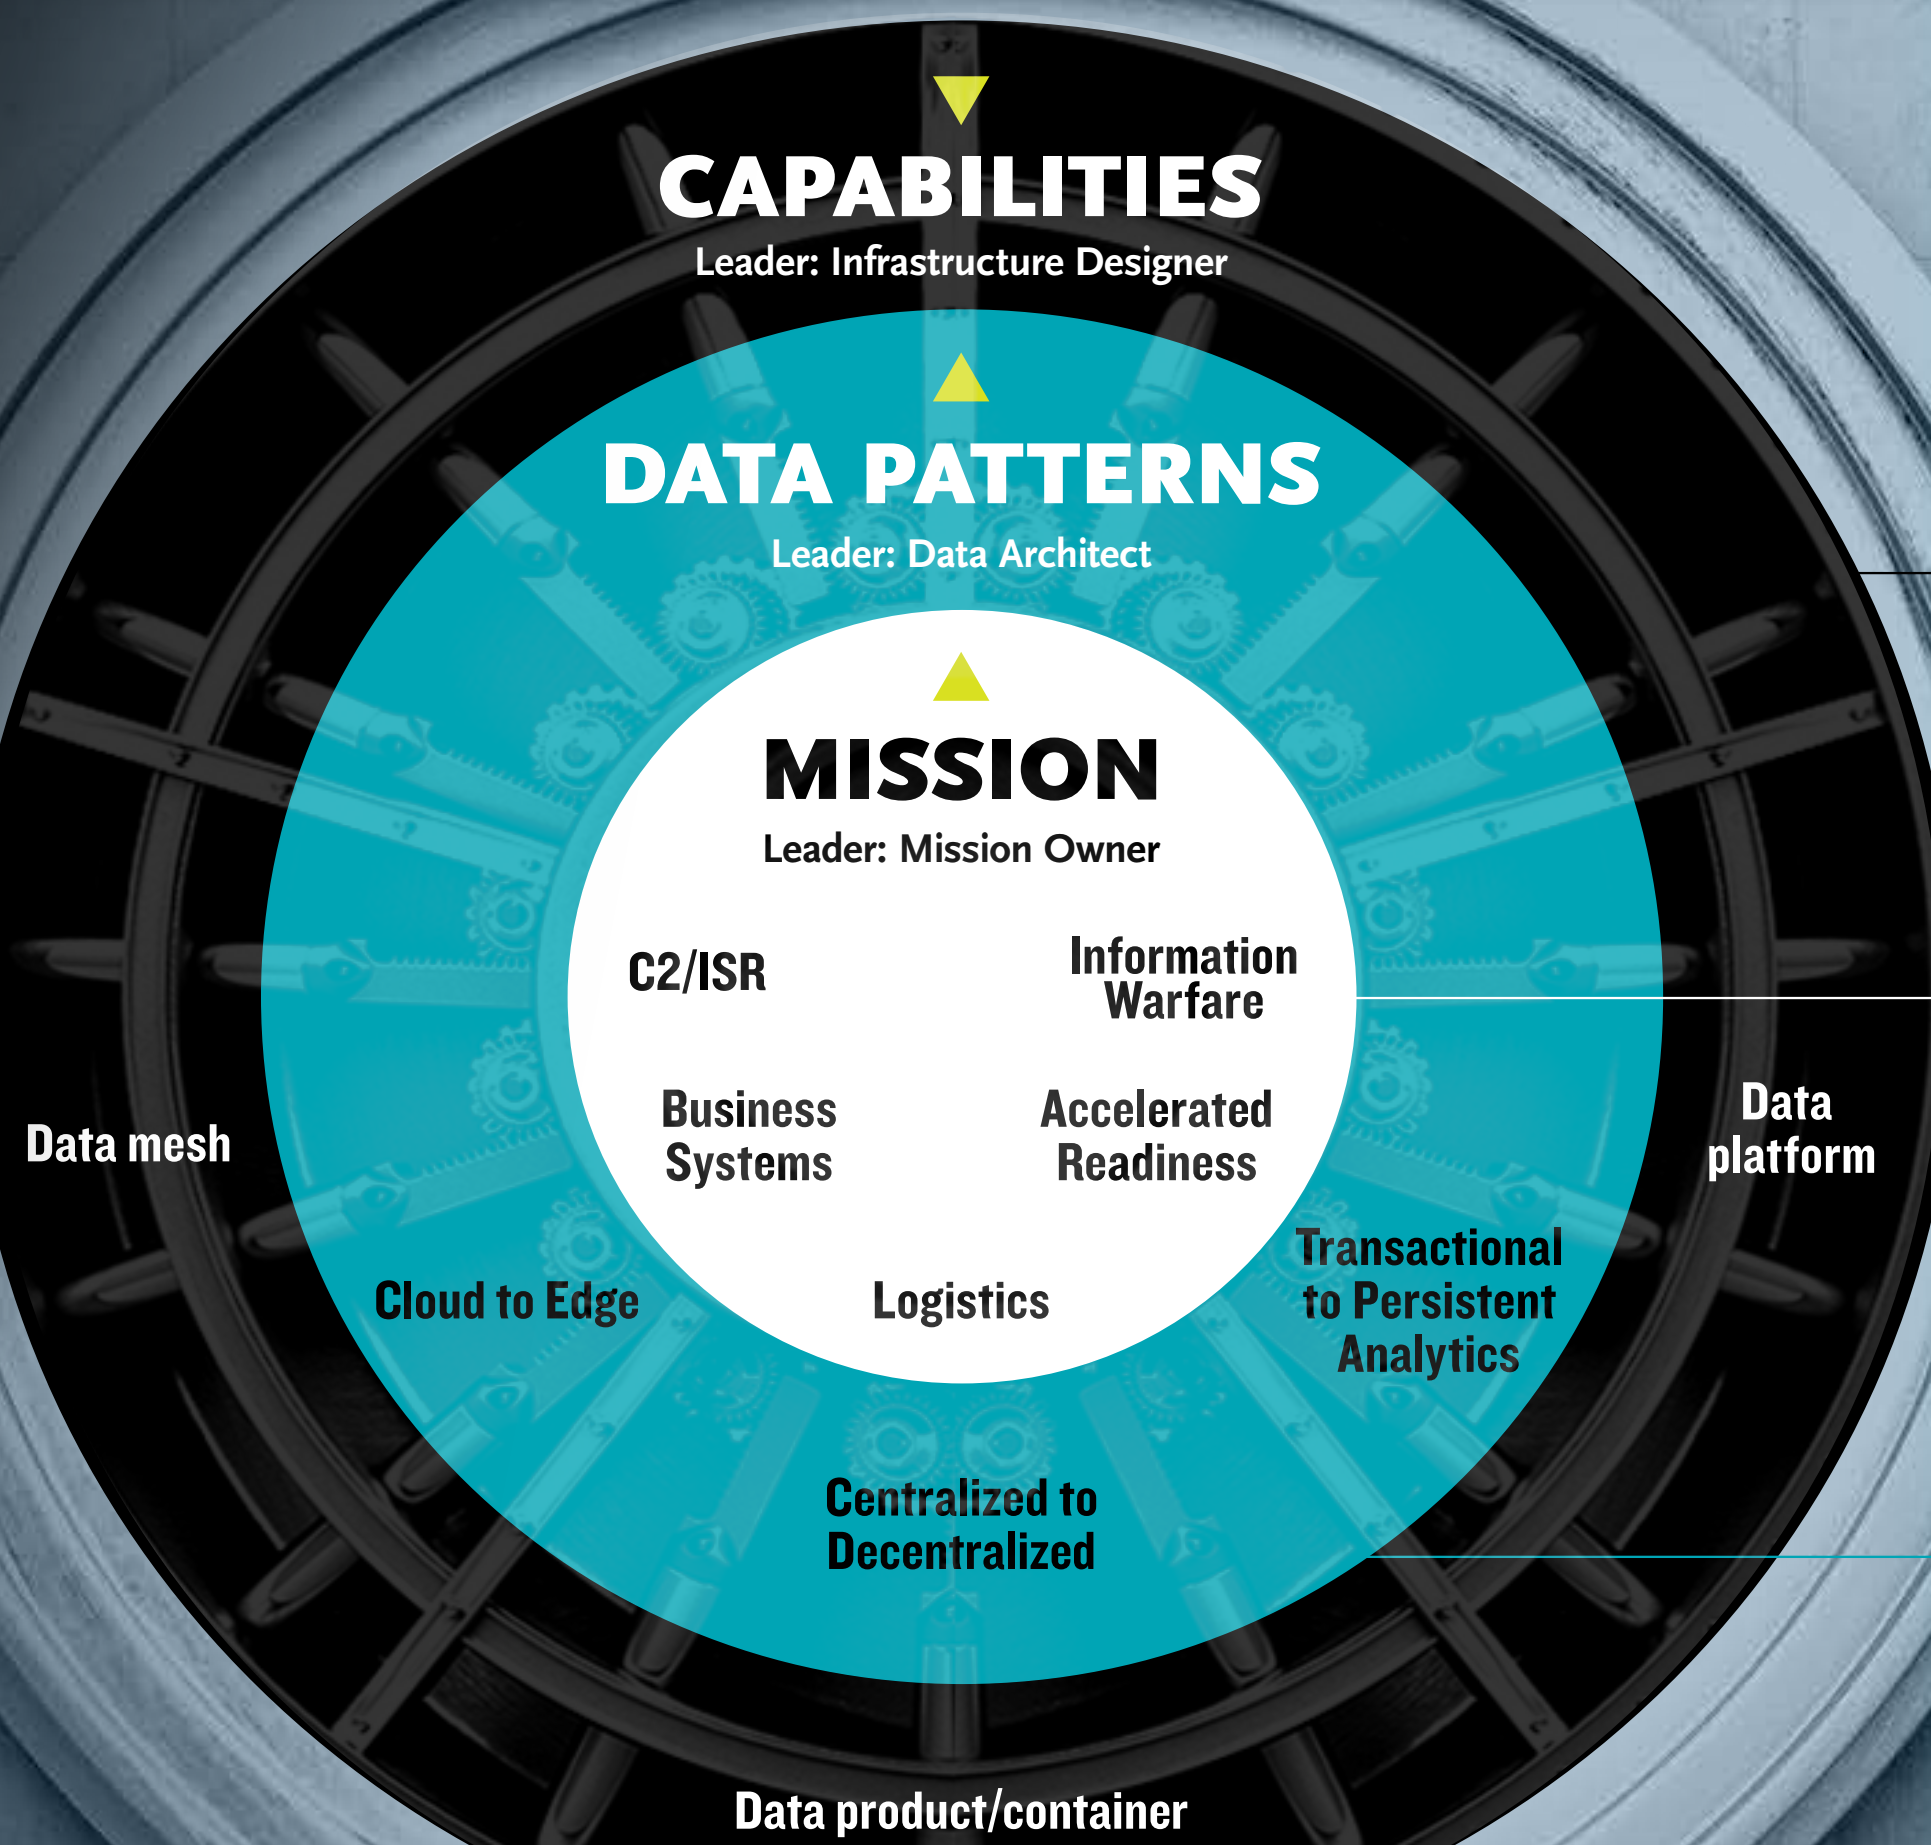 CAPABILITIES
Leader: Infrastructure Designer
DATA PATTERNS
Leader: Data Architect
MISSION
Leader: Mission Owner
C2/ISR
Information
Warfare
Business
Systems
Accelerated
Readiness
Logistics
Data mesh
Data
platform
Cloud to Edge
Transactional
to Persistent
Analytics
Centralized to
Decentralized
Data product/container